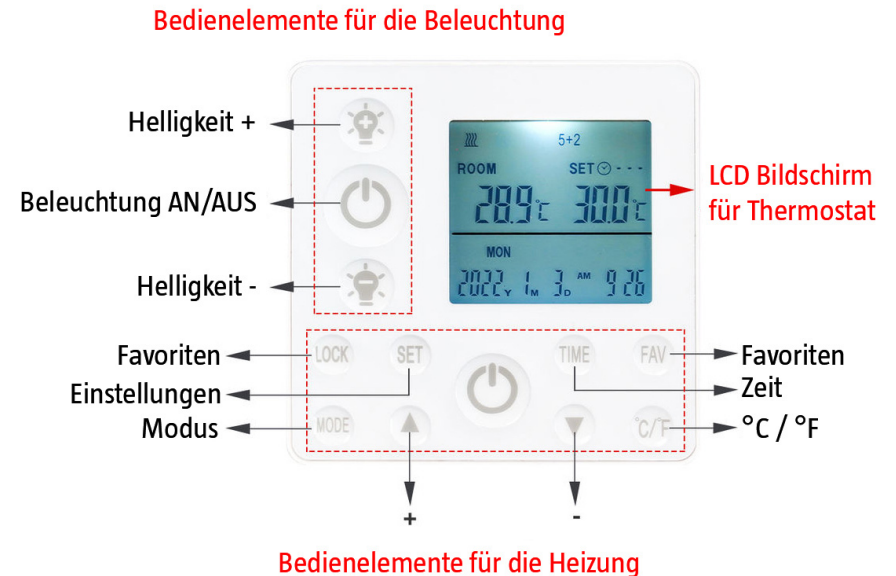 Bedienelemente für die Beleuchtung
Helligkeit +
Beleuchtung AN/AUS
Helligkeit -
5+2
ROOM SET - - -
28.9°C 30.0°C
MON
2022Y 1M 3D AM 9 26
LCD Bildschirm
für Thermostat
Favoriten
Einstellungen
Modus
LOCK SET TIME FAV
MODE °C/°F
Favoriten
Zeit
°C / °F
+
-
Bedienelemente für die Heizung